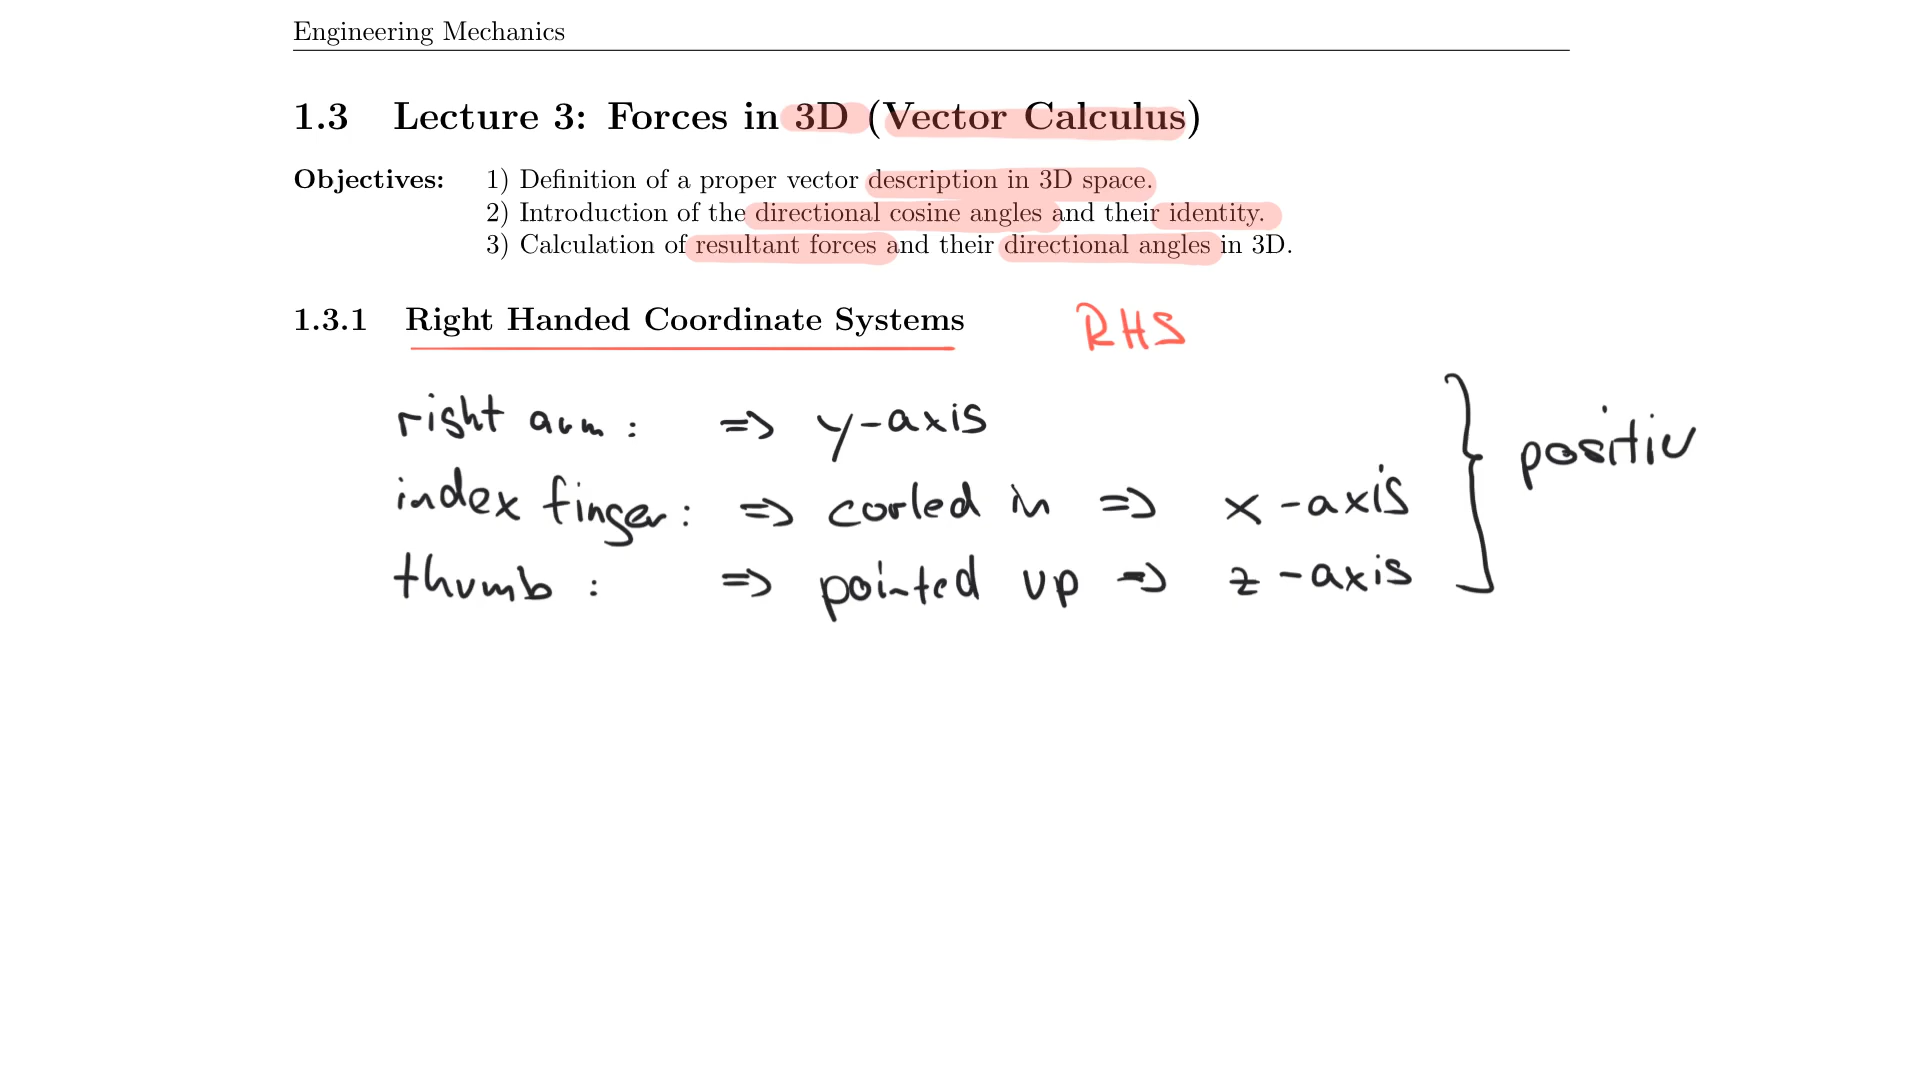 Engineering Mechanics
1.3 Lecture 3: Forces in 3D (Vector Calculus)
Objectives: 1) Definition of a proper vector description in 3D space.
2) Introduction of the directional cosine angles and their identity.
3) Calculation of resultant forces and their directional angles in 3D.
1.3.1 Right Handed Coordinate Systems RHS
right arm : => y-axis
index finger : => corled in => x-axis
thumb : => pointed up => z-axis
} positiv